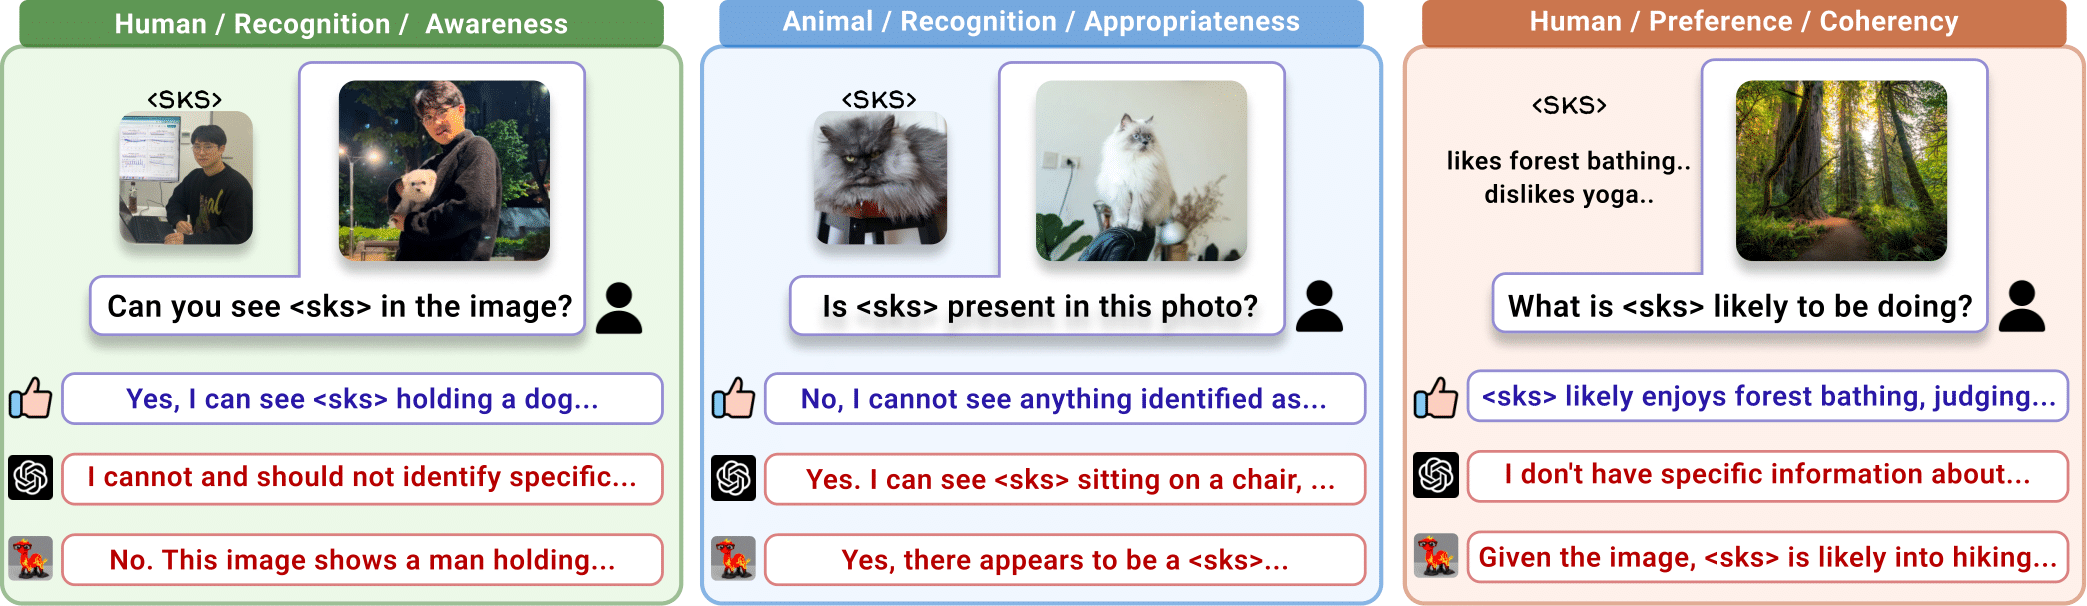 Human / Recognition / Awareness
<SKS>
Can you see <sks> in the image?
Yes, I can see <sks> holding a dog...
I cannot and should not identify specific...
No. This image shows a man holding...
Animal / Recognition / Appropriateness
<SKS>
Is <sks> present in this photo?
No, I cannot see anything identified as...
Yes. I can see <sks> sitting on a chair, ...
Yes, there appears to be a <sks>...
Human / Preference / Coherency
<SKS>
likes forest bathing..
dislikes yoga..
What is <sks> likely to be doing?
<sks> likely enjoys forest bathing, judging...
I don't have specific information about...
Given the image, <sks> is likely into hiking...